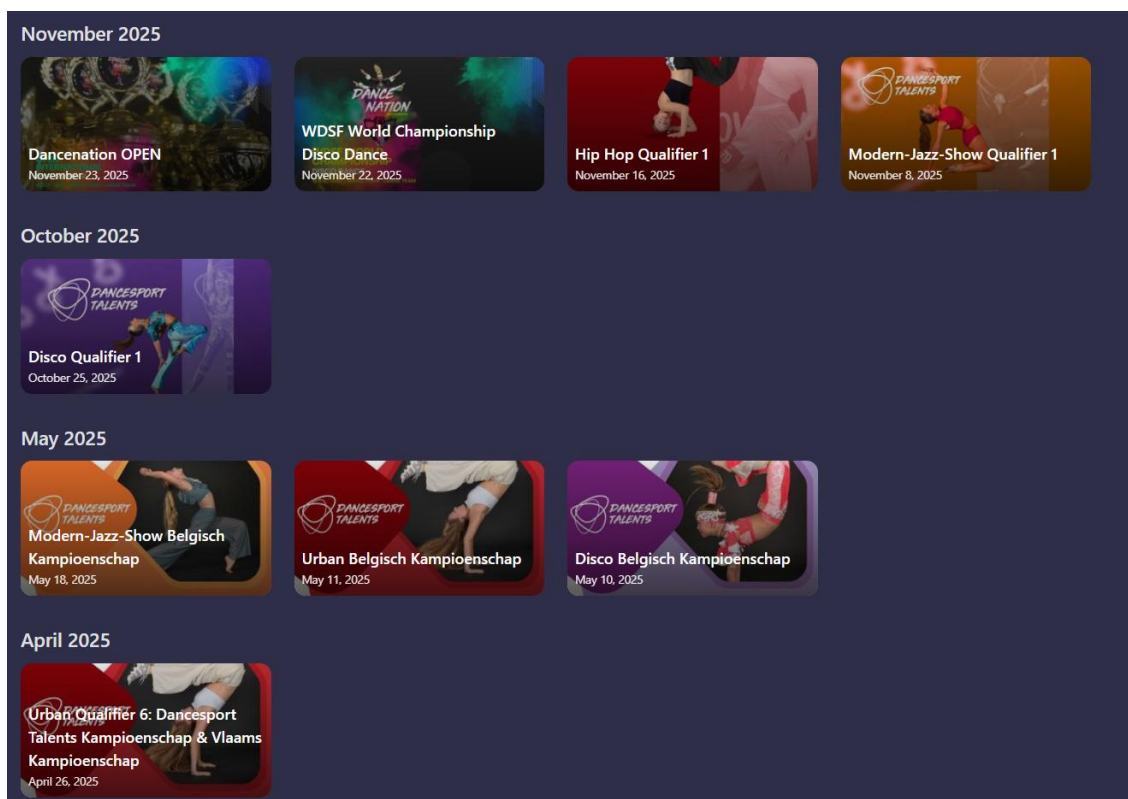 November 2025
Dancenation OPEN
November 23, 2025
DANCE
NATION
WDSF World Championship
Disco Dance
November 22, 2025
Hip Hop Qualifier 1
November 16, 2025
DANCESPORT
TALENTS
Modern-Jazz-Show Qualifier 1
November 8, 2025
October 2025
DANCESPORT
TALENTS
Disco Qualifier 1
October 25, 2025
May 2025
DANCESPORT
TALENTS
Modern-Jazz-Show Belgisch
Kampioenschap
May 18, 2025
DANCESPORT
TALENTS
Urban Belgisch Kampioenschap
May 11, 2025
DANCESPORT
TALENTS
Disco Belgisch Kampioenschap
May 10, 2025
April 2025
Urban Qualifier 6: Dancesport
Talents Kampioenschap & Vlaams
Kampioenschap
April 26, 2025